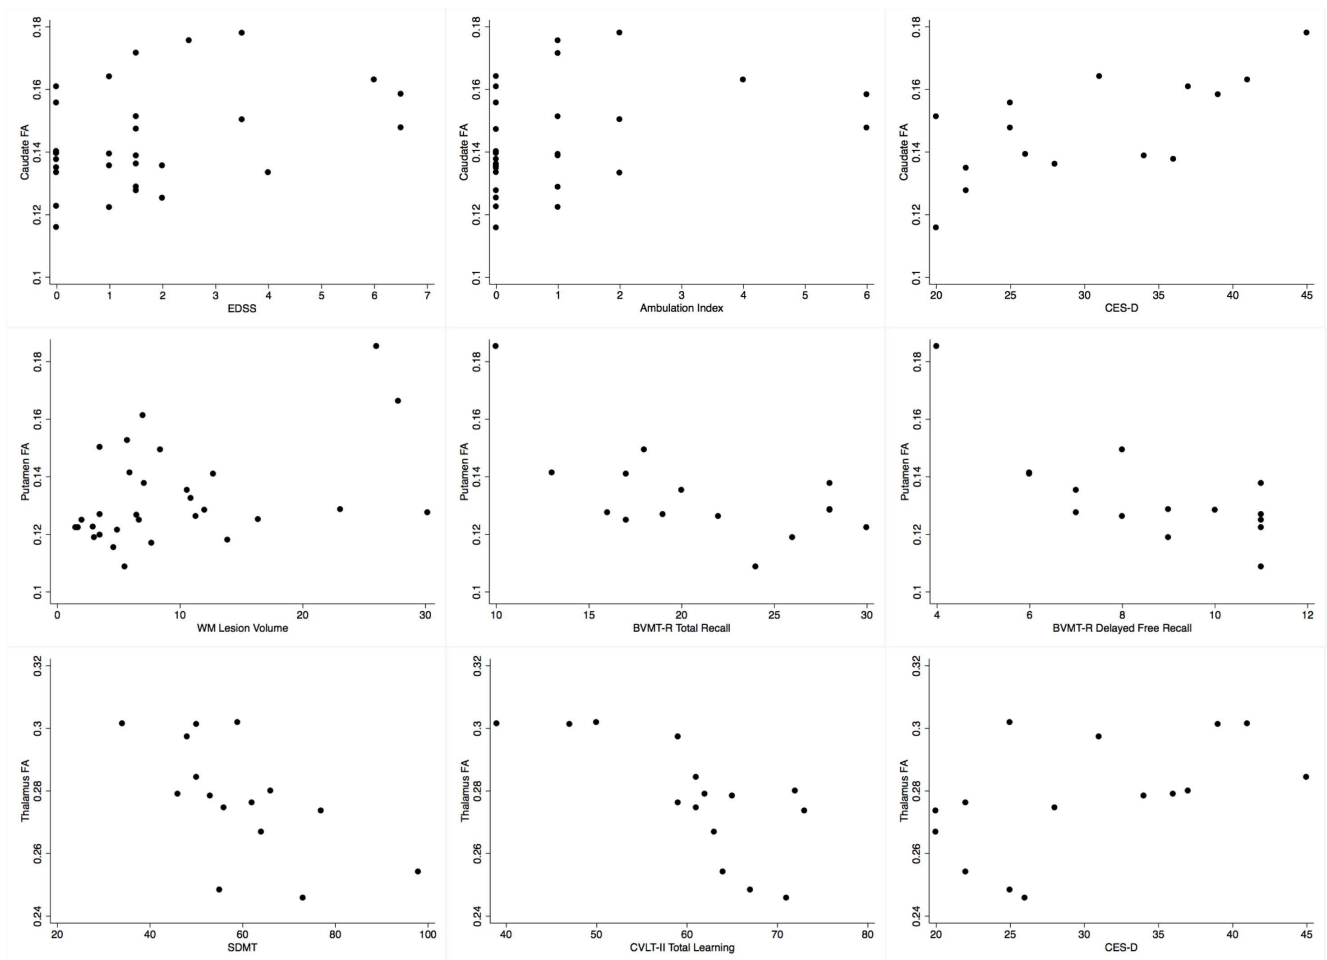 0.18
0.16
0.14
0.12
0.1
Caudate FA
0 1 2 3 4 5 6 7
EDSS
0.18
0.16
0.14
0.12
0.1
Caudate FA
0 1 2 3 4 5 6
Ambulation Index
0.18
0.16
0.14
0.12
0.1
Caudate FA
20 25 30 35 40 45
CES-D
0.18
0.16
0.14
0.12
0.1
Putamen FA
0 10 20 30
WM Lesion Volume
0.18
0.16
0.14
0.12
0.1
Putamen FA
10 15 20 25 30
BVMT-R Total Recall
0.18
0.16
0.14
0.12
0.1
Putamen FA
4 6 8 10 12
BVMT-R Delayed Free Recall
0.32
0.3
0.28
0.26
0.24
Thalamus FA
20 40 60 80 100
SDMT
0.32
0.3
0.28
0.26
0.24
Thalamus FA
40 50 60 70 80
CVLT-II Total Learning
0.32
0.3
0.28
0.26
0.24
Thalamus FA
20 25 30 35 40 45
CES-D